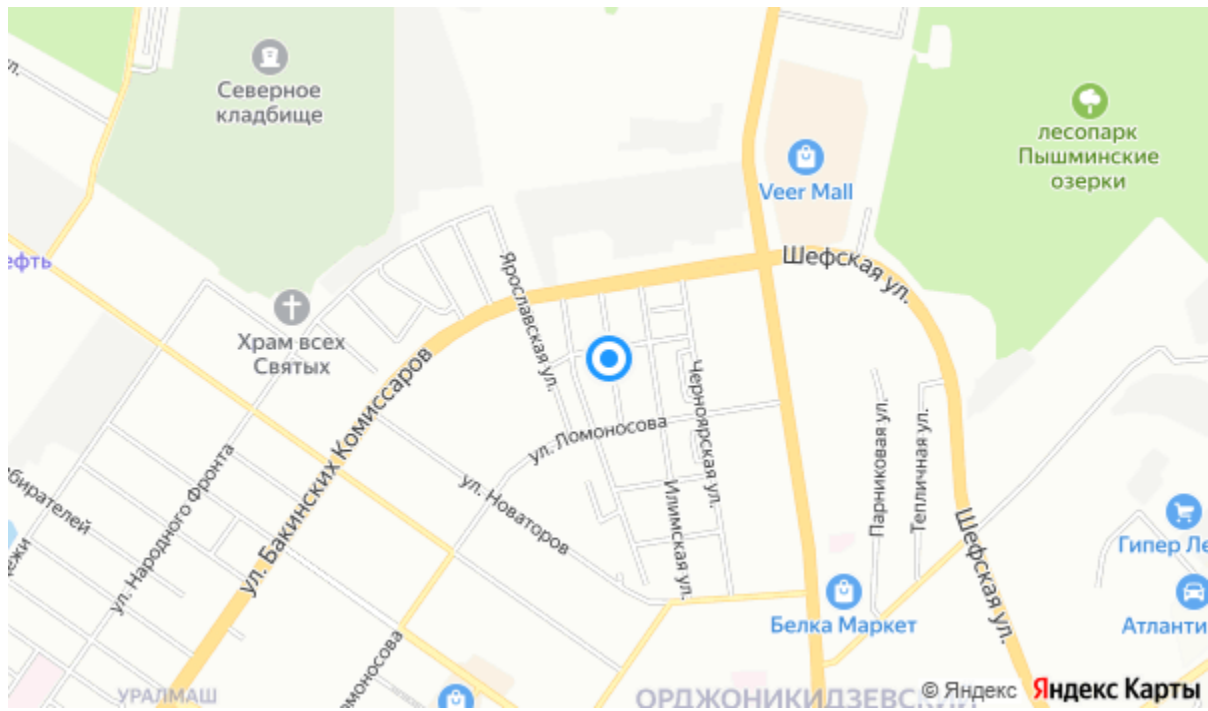 ул.
Северное
кладбище
лесопарк
Пышминские
озерки
Veer Mall
Шефская ул.
Ярославская ул.
Храм всех
Святых
ул. Бакинских Комиссаров
Черноярская ул.
ул. Ломоносова
Парниковая ул.
Тепличная ул.
ул. Народного Фронта
ул. Новаторов
Илимская ул.
Шефская ул.
Гипер Ле
Белка Маркет
Атланти
УРАЛМАШ
ОРДЖОНИКИДЗЕВСКИЙ
© Яндекс Яндекс Карты